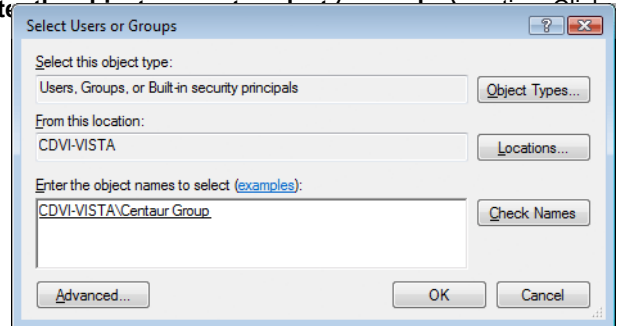 Select Users or Groups
Select this object type:
Users, Groups, or Built-in security principals
Object Types...
From this location:
CDVI-VISTA
Locations...
Enter the object names to select (examples):
CDVI-VISTA\Centaur Group
Check Names
Advanced...
OK
Cancel